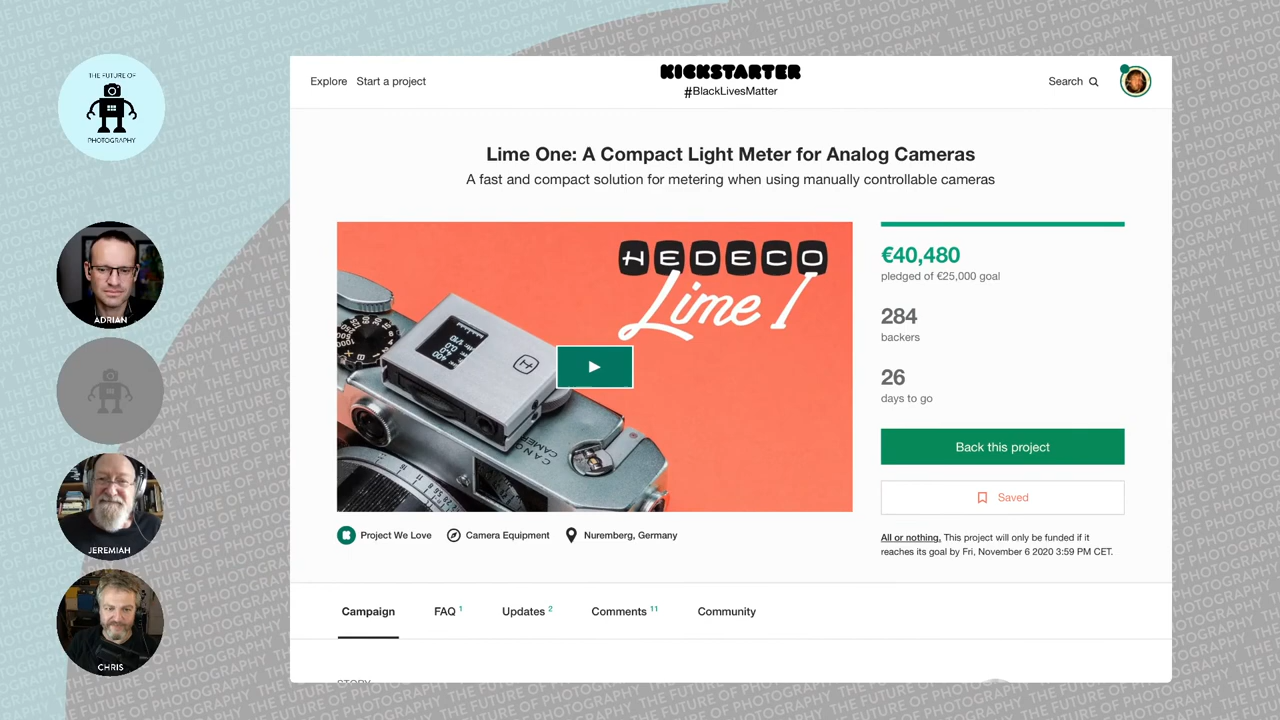 THE FUTURE OF
PHOTOGRAPHY
ADRIAN
JEREMIAH
CHRIS
Explore Start a project
KICKSTARTER
#BlackLivesMatter
Search
Lime One: A Compact Light Meter for Analog Cameras
A fast and compact solution for metering when using manually controllable cameras
HEDECO
Lime I
€40,480
pledged of €25,000 goal
284
backers
26
days to go
Back this project
Saved
All or nothing. This project will only be funded if it
reaches its goal by Fri, November 6 2020 3:59 PM CET.
Project We Love Camera Equipment Nuremberg, Germany
Campaign FAQ 1 Updates 2 Comments 11 Community
STORY